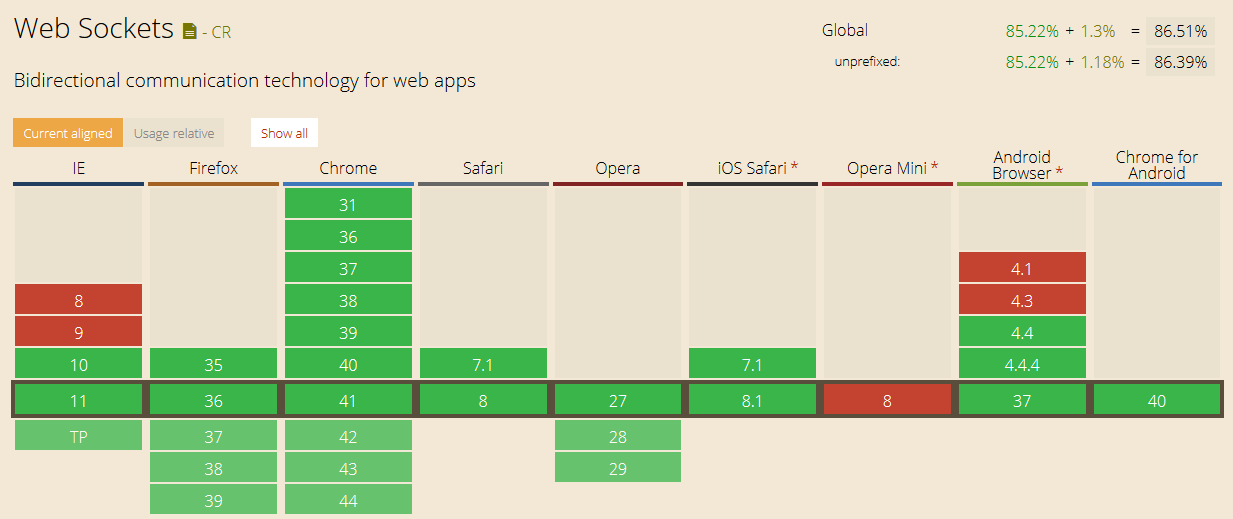 Web Sockets - CR
Global 85.22% + 1.3% = 86.51%
unprefixed: 85.22% + 1.18% = 86.39%
Bidirectional communication technology for web apps
Current aligned Usage relative Show all
IE Firefox Chrome Safari Opera iOS Safari * Opera Mini * Android Browser * Chrome for Android
31
36
37 4.1
8 38 4.3
9 39 4.4
10 35 40 7.1 7.1 4.4.4
11 36 41 8 27 8.1 8 37 40
TP 37 42 28
38 43 29
39 44